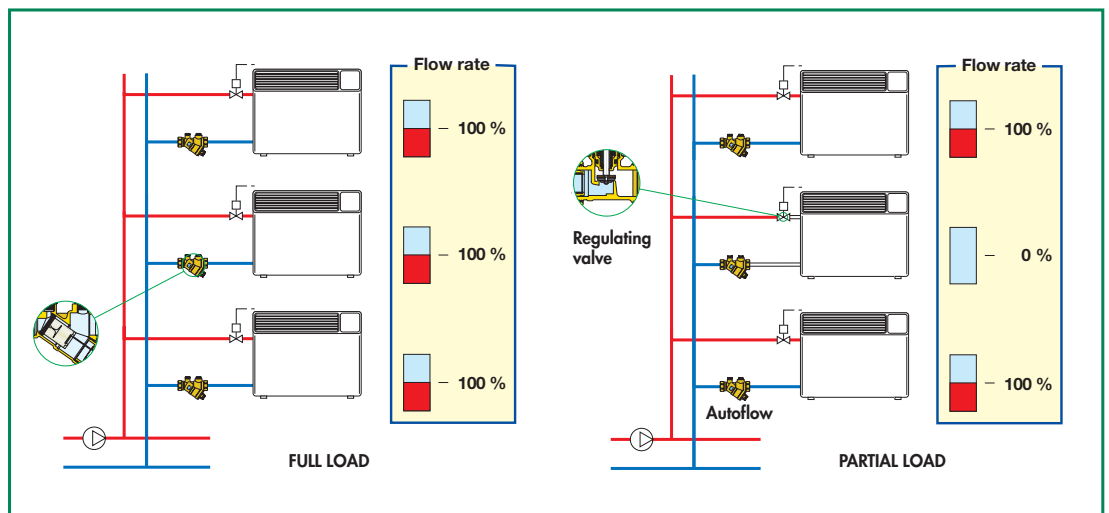 Flow rate
100 %
100 %
100 %
FULL LOAD
Flow rate
100 %
Regulating
valve
0 %
100 %
Autoflow
PARTIAL LOAD